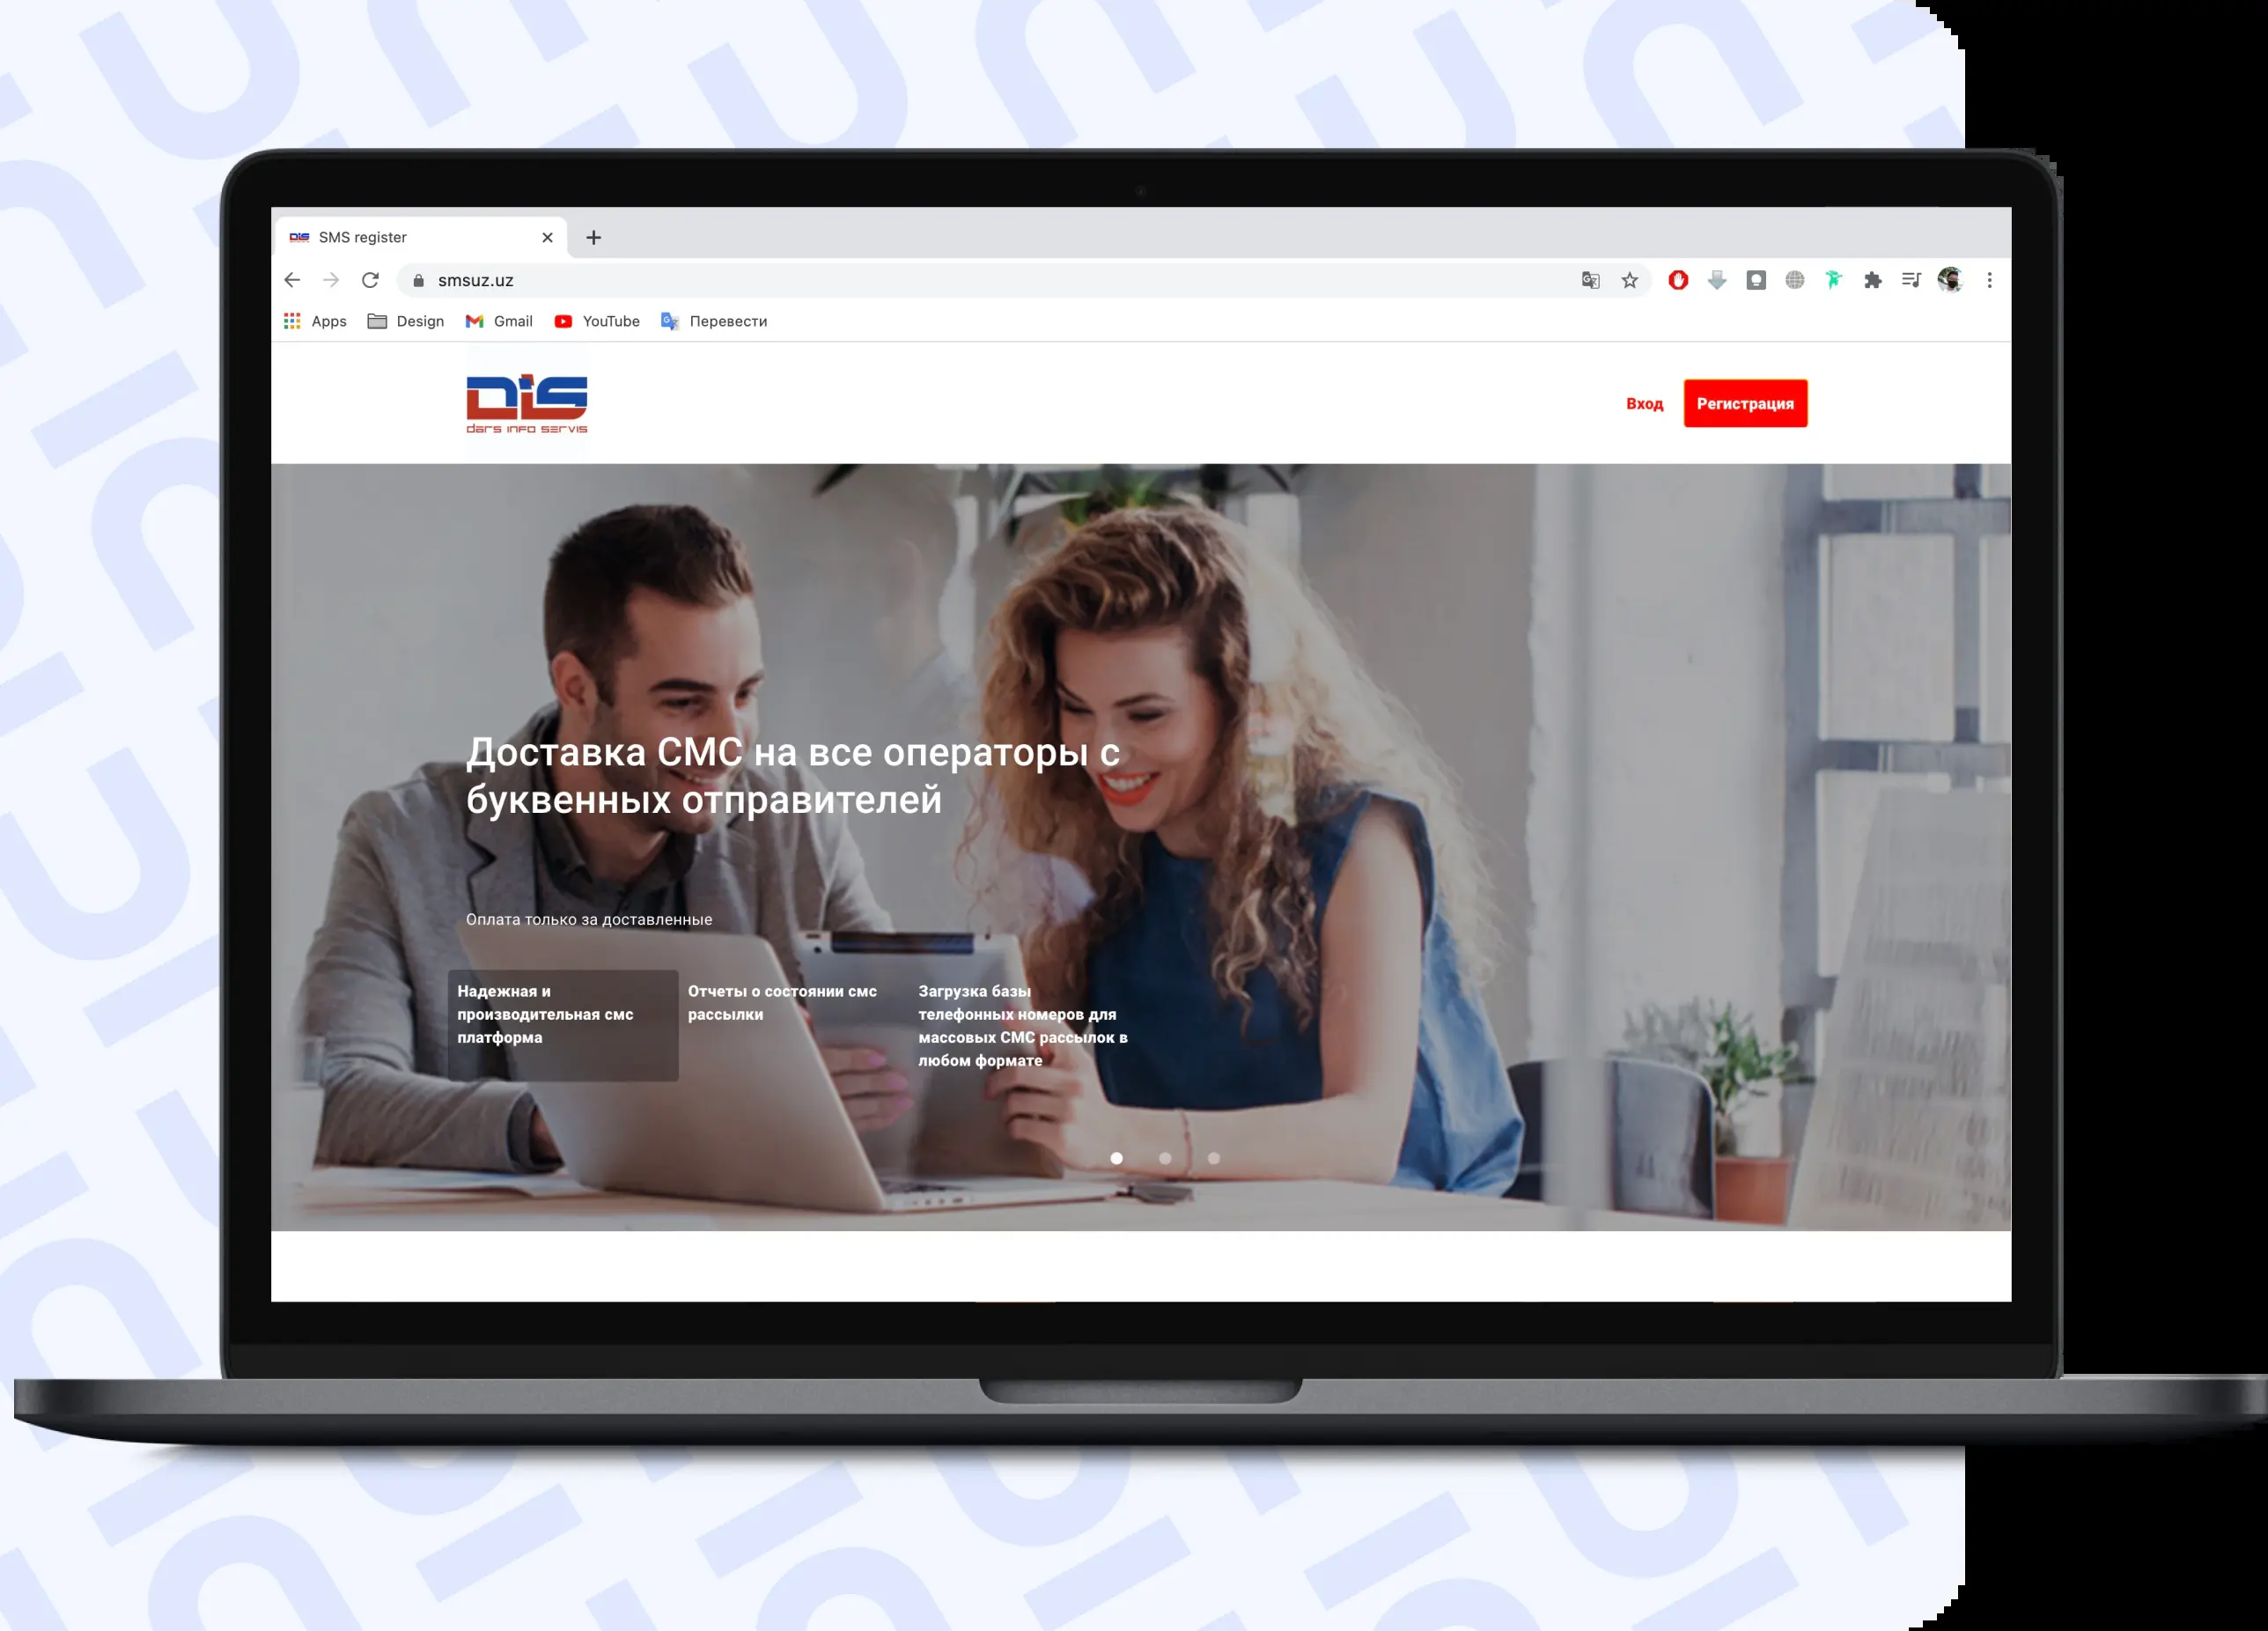 SMS register
smsuz.uz
Apps Design Gmail YouTube Перевести
DIS
dars info servis
Вход Регистрация
Доставка СМС на все операторы с
буквенных отправителей
Оплата только за доставленные
Надежная и
производительная смс
платформа
Отчеты о состоянии смс
рассылки
Загрузка базы
телефонных номеров для
массовых СМС рассылок в
любом формате